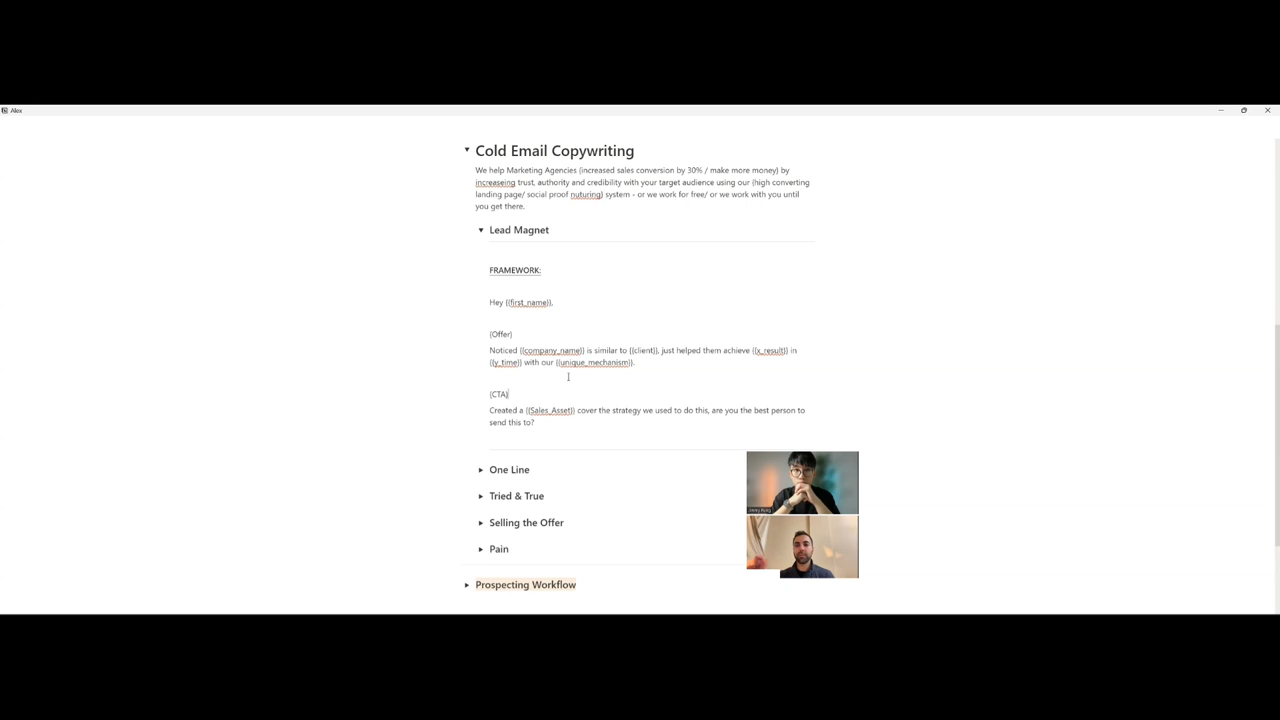 Alex
Cold Email Copywriting
We help Marketing Agencies (increased sales conversion by 30% / make more money) by
increaseing trust, authority and credibility with your target audience using our (high converting
landing page/ social proof nuturing) system - or we work for free/ or we work with you until
you get there.
Lead Magnet
FRAMEWORK:
Hey {{first_name}},
(Offer)
Noticed {{company_name}} is similar to {{client}}, just helped them achieve {{x_result}} in
{{y_time}} with our {{unique_mechanism}}.
(CTA)
Created a {{Sales_Asset}} cover the strategy we used to do this, are you the best person to
send this to?
One Line
Tried & True
Selling the Offer
Pain
Prospecting Workflow